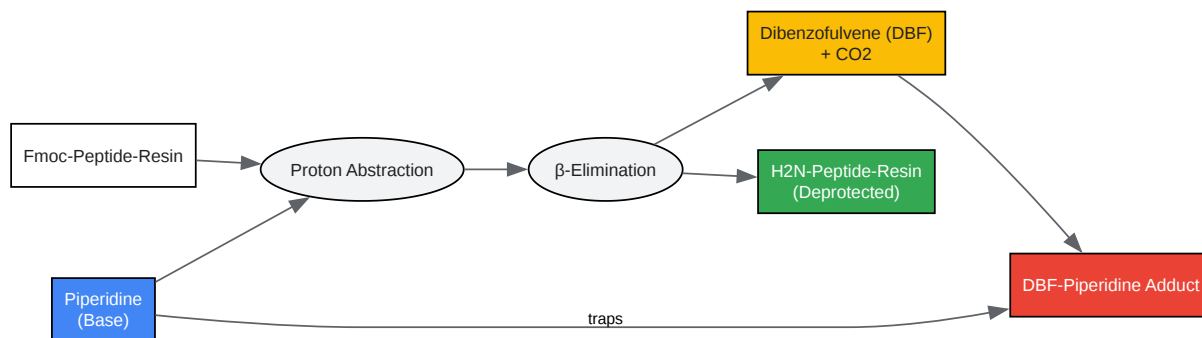 Dibenzofulvene (DBF)
+ CO2
Fmoc-Peptide-Resin
Proton Abstraction
β-Elimination
H2N-Peptide-Resin
(Deprotected)
Piperidine
(Base)
traps
DBF-Piperidine Adduct